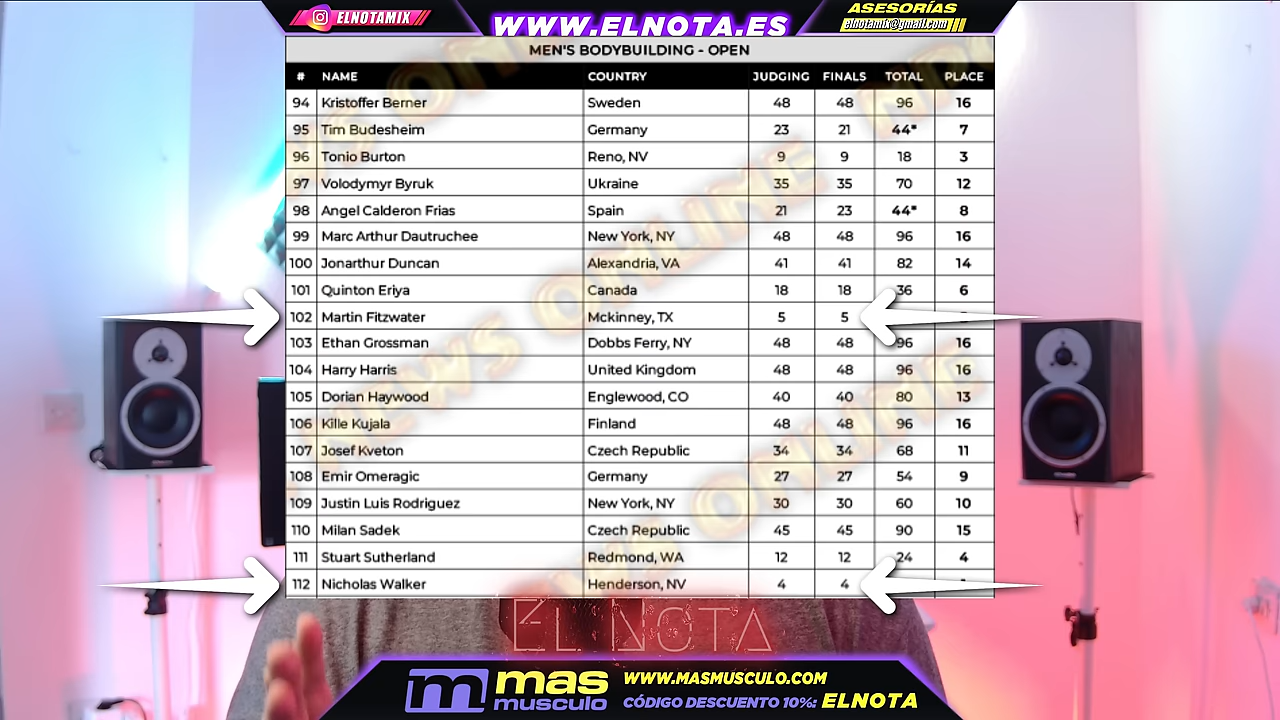 ELNOTAMIX
WWW.ELNOTA.ES
ASESORÍAS
elnotamix@gmail.com
MEN'S BODYBUILDING - OPEN
# NAME COUNTRY JUDGING FINALS TOTAL PLACE
94 Kristoffer Berner Sweden 48 48 96 16
95 Tim Budesheim Germany 23 21 44* 7
96 Tonio Burton Reno, NV 9 9 18 3
97 Volodymyr Byruk Ukraine 35 35 70 12
98 Angel Calderon Frias Spain 21 23 44* 8
99 Marc Arthur Dautruchee New York, NY 48 48 96 16
100 Jonarthur Duncan Alexandria, VA 41 41 82 14
101 Quinton Eriya Canada 18 18 36 6
102 Martin Fitzwater Mckinney, TX 5 5
103 Ethan Grossman Dobbs Ferry, NY 48 48 96 16
104 Harry Harris United Kingdom 48 48 96 16
105 Dorian Haywood Englewood, CO 40 40 80 13
106 Kille Kujala Finland 48 48 96 16
107 Josef Kveton Czech Republic 34 34 68 11
108 Emir Omeragic Germany 27 27 54 9
109 Justin Luis Rodriguez New York, NY 30 30 60 10
110 Milan Sadek Czech Republic 45 45 90 15
111 Stuart Sutherland Redmond, WA 12 12 24 4
112 Nicholas Walker Henderson, NV 4 4
EL NOTA
mas musculo
WWW.MASMUSCULO.COM
CÓDIGO DESCUENTO 10%: ELNOTA